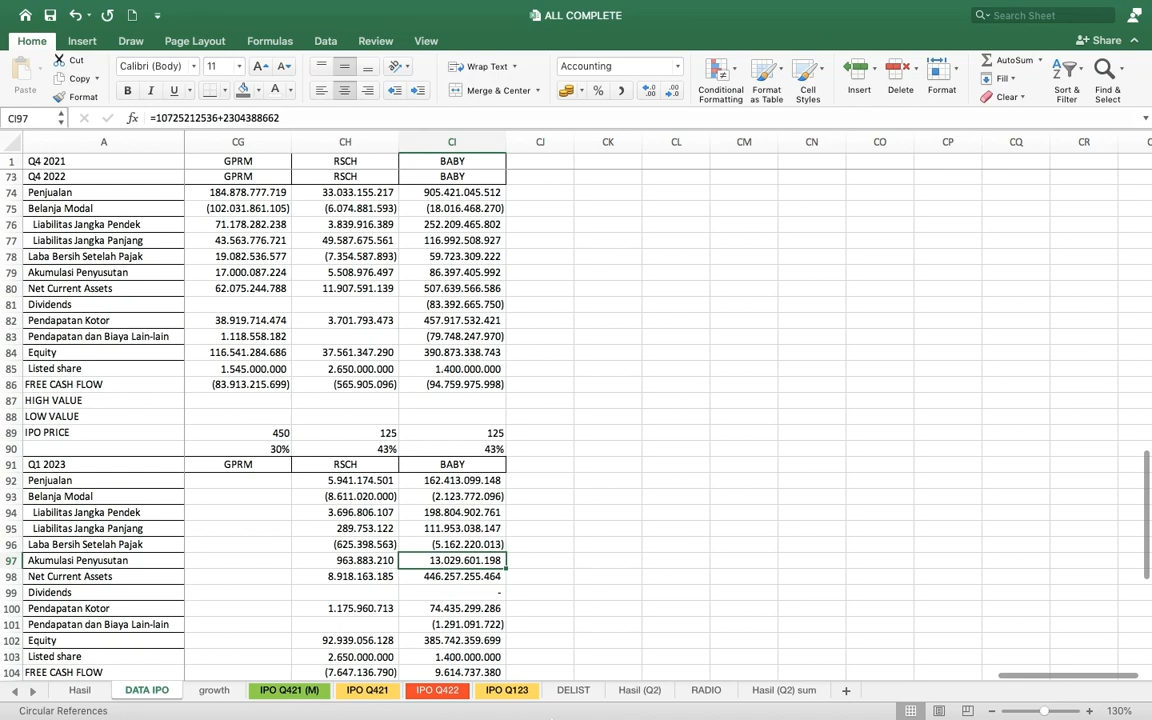 ALL COMPLETE
Search Sheet
Home Insert Draw Page Layout Formulas Data Review View
Share
Paste
Cut
Copy
Format
Calibri (Body) 11
Wrap Text
Merge & Center
Accounting
Conditional Formatting
Format as Table
Cell Styles
Insert Delete Format
AutoSum
Fill
Clear
Sort & Filter
Find & Select
CI97 fx =10725212536+2304388662
A CG CH CI CJ CK CL CM CN CO CP CQ CR
1 Q4 2021 GPRM RSCH BABY
73 Q4 2022 GPRM RSCH BABY
74 Penjualan 184.878.777.719 33.033.155.217 905.421.045.512
75 Belanja Modal (102.031.861.105) (6.074.881.593) (18.016.468.270)
76 Liabilitas Jangka Pendek 71.178.282.238 3.839.916.389 252.209.465.802
77 Liabilitas Jangka Panjang 43.563.776.721 49.587.675.561 116.992.508.927
78 Laba Bersih Setelah Pajak 19.082.536.577 (7.354.587.893) 59.723.309.222
79 Akumulasi Penyusutan 17.000.087.224 5.508.976.497 86.397.405.992
80 Net Current Assets 62.075.244.788 11.907.591.139 507.639.566.586
81 Dividends (83.392.665.750)
82 Pendapatan Kotor 38.919.714.474 3.701.793.473 457.917.532.421
83 Pendapatan dan Biaya Lain-lain 1.118.558.182 (79.748.247.970)
84 Equity 116.541.284.686 37.561.347.290 390.873.338.743
85 Listed share 1.545.000.000 2.650.000.000 1.400.000.000
86 FREE CASH FLOW (83.913.215.699) (565.905.096) (94.759.975.998)
87 HIGH VALUE
88 LOW VALUE
89 IPO PRICE 450 125 125
90 30% 43% 43%
91 Q1 2023 GPRM RSCH BABY
92 Penjualan 5.941.174.501 162.413.099.148
93 Belanja Modal (8.611.020.000) (2.123.772.096)
94 Liabilitas Jangka Pendek 3.696.806.107 198.804.902.761
95 Liabilitas Jangka Panjang 289.753.122 111.953.038.147
96 Laba Bersih Setelah Pajak (625.398.563) (5.162.220.013)
97 Akumulasi Penyusutan 963.883.210 13.029.601.198
98 Net Current Assets 8.918.163.185 446.257.255.464
99 Dividends -
100 Pendapatan Kotor 1.175.960.713 74.435.299.286
101 Pendapatan dan Biaya Lain-lain (1.291.091.722)
102 Equity 92.939.056.128 385.742.359.699
103 Listed share 2.650.000.000 1.400.000.000
104 FREE CASH FLOW (7.647.136.790) 9.614.737.380
Hasil DATA IPO growth IPO Q421 (M) IPO Q421 IPO Q422 IPO Q123 DELIST Hasil (Q2) RADIO Hasil (Q2) sum
Circular References 130%